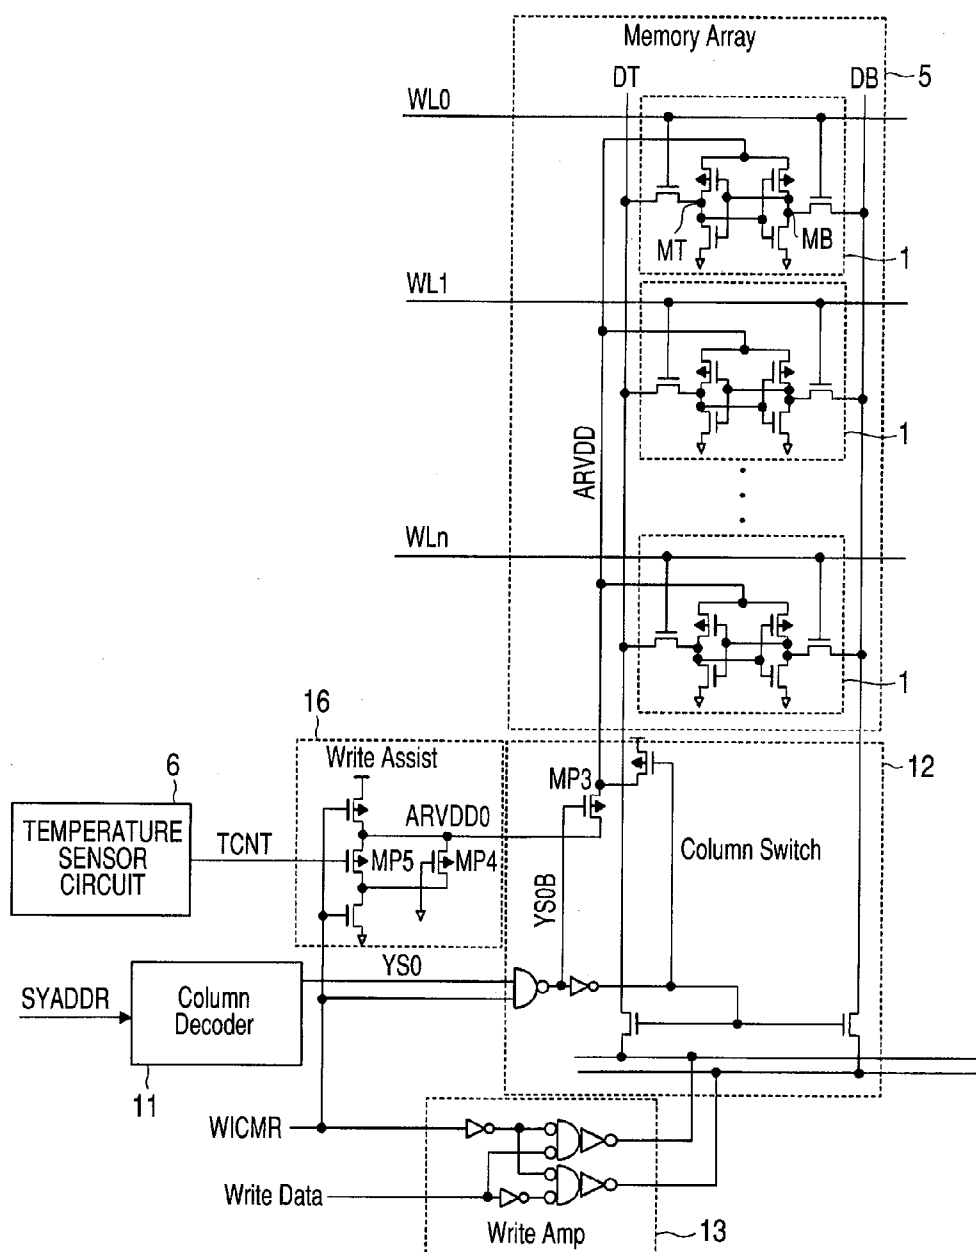 Memory Array
DT
DB
5
WL0
MT
MB
1
WL1
1
ARVDD
WLn
1
16
Write Assist
MP3
12
6
TEMPERATURE
SENSOR
CIRCUIT
TCNT
ARVDD0
MP5
MP4
Column Switch
YS0B
YS0
SYADDR
Column
Decoder
11
WICMR
Write Data
Write Amp
13